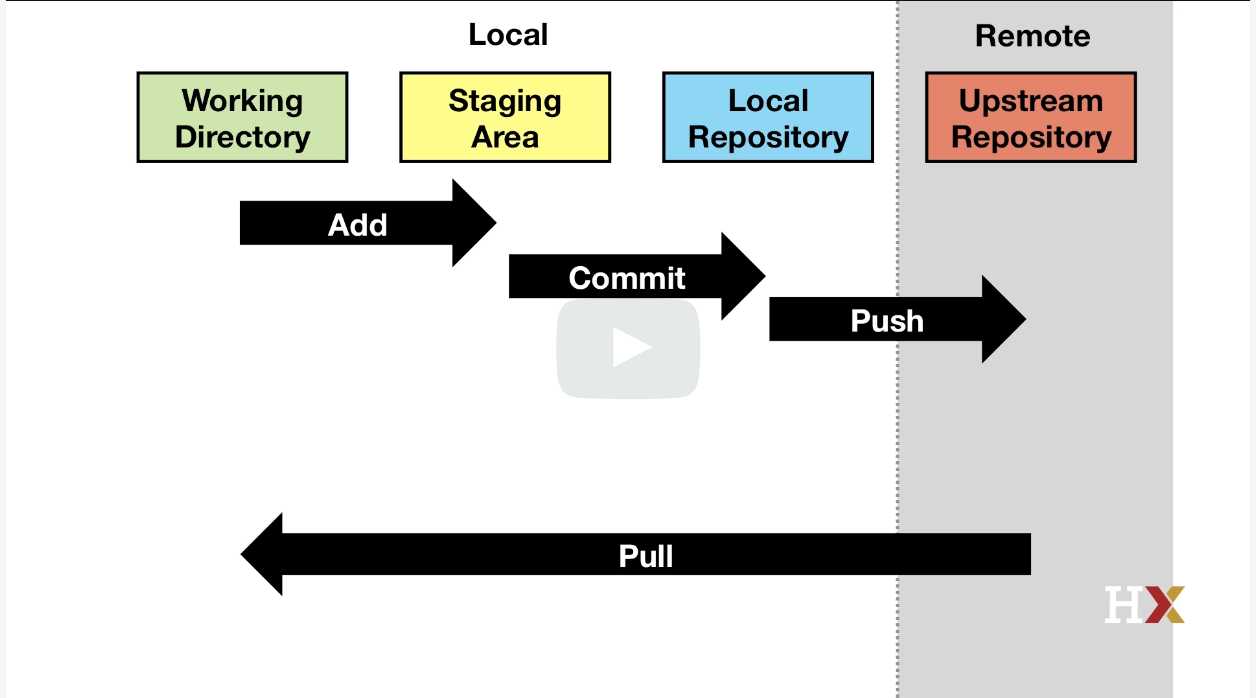 Local
Remote
Working
Directory
Staging
Area
Local
Repository
Upstream
Repository
Add
Commit
Push
Pull
HX